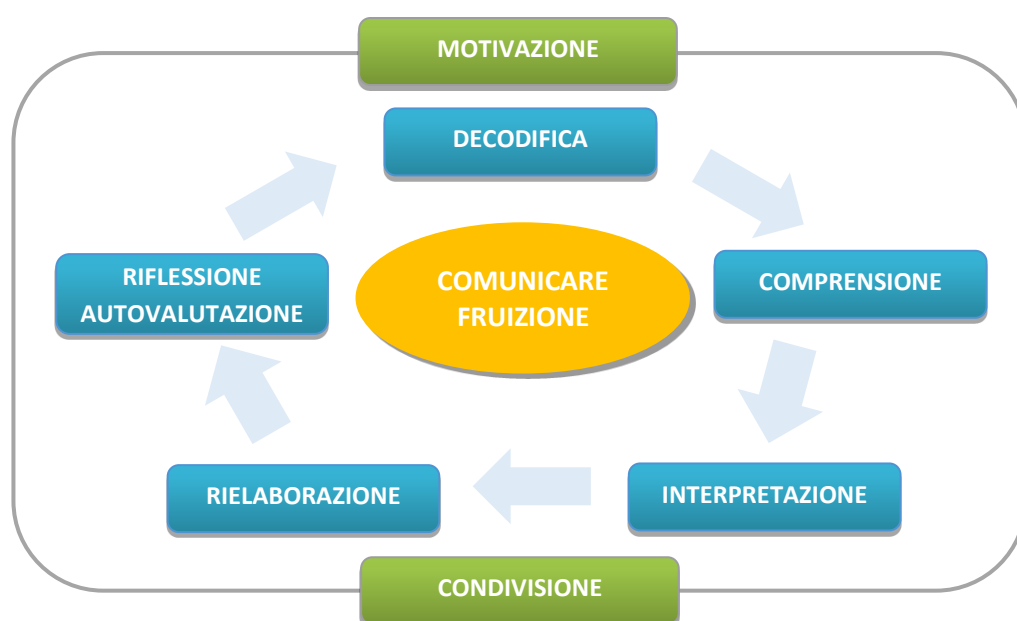 MOTIVAZIONE
DECODIFICA
COMPRENSIONE
INTERPRETAZIONE
RIELABORAZIONE
RIFLESSIONE
AUTOVALUTAZIONE
COMUNICARE
FRUIZIONE
CONDIVISIONE